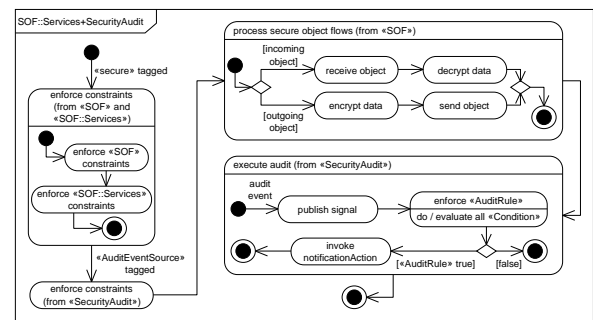 SOF::Services+SecurityAudit
«secure» tagged
enforce constraints
(from «SOF» and
«SOF::Services»)
enforce «SOF»
constraints
enforce «SOF::Services»
constraints
«AuditEventSource»
tagged
enforce constraints
(from «SecurityAudit»)
process secure object flows (from «SOF»)
[incoming
object]
receive object
decrypt data
encrypt data
send object
[outgoing
object]
execute audit (from «SecurityAudit»)
audit
event
publish signal
enforce «AuditRule»
do / evaluate all «Condition»
invoke
notificationAction
[«AuditRule» true]
[false]